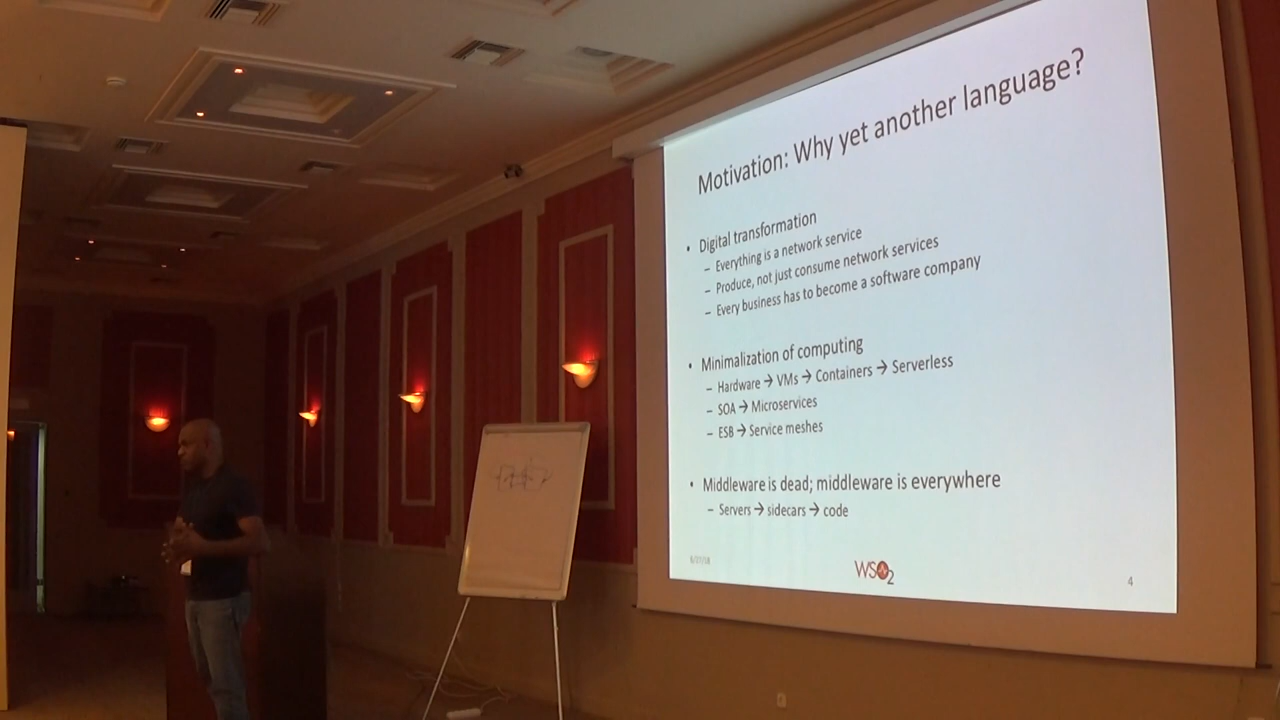 Motivation: Why yet another language?
• Digital transformation
– Everything is a network service
– Produce, not just consume network services
– Every business has to become a software company
• Minimalization of computing
– Hardware → VMs → Containers → Serverless
– SOA → Microservices
– ESB → Service meshes
• Middleware is dead; middleware is everywhere
– Servers → sidecars → code
WSO2
4